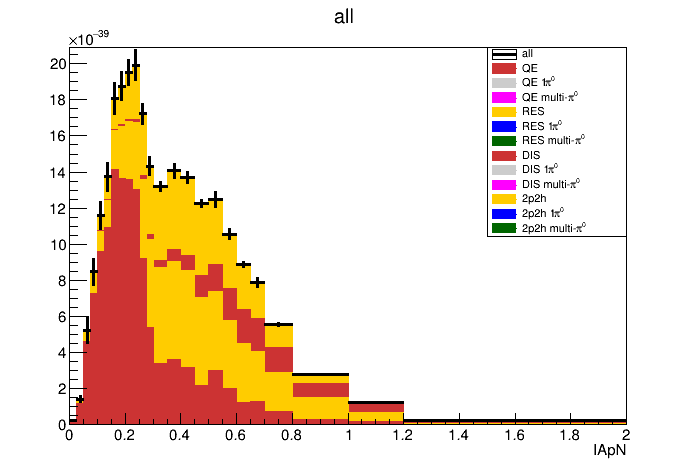 all
×10⁻³⁹
all
QE
QE 1π⁰
QE multi-π⁰
RES
RES 1π⁰
RES multi-π⁰
DIS
DIS 1π⁰
DIS multi-π⁰
2p2h
2p2h 1π⁰
2p2h multi-π⁰
20
18
16
14
12
10
8
6
4
2
0
0 0.2 0.4 0.6 0.8 1 1.2 1.4 1.6 1.8 2
IApN